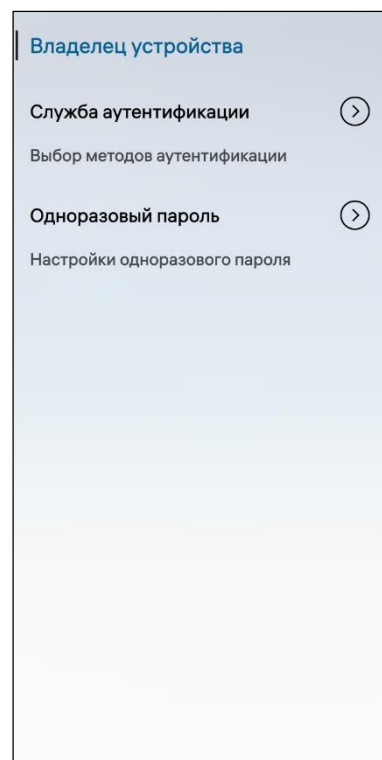 Владелец устройства
Служба аутентификации
Выбор методов аутентификации
Одноразовый пароль
Настройки одноразового пароля